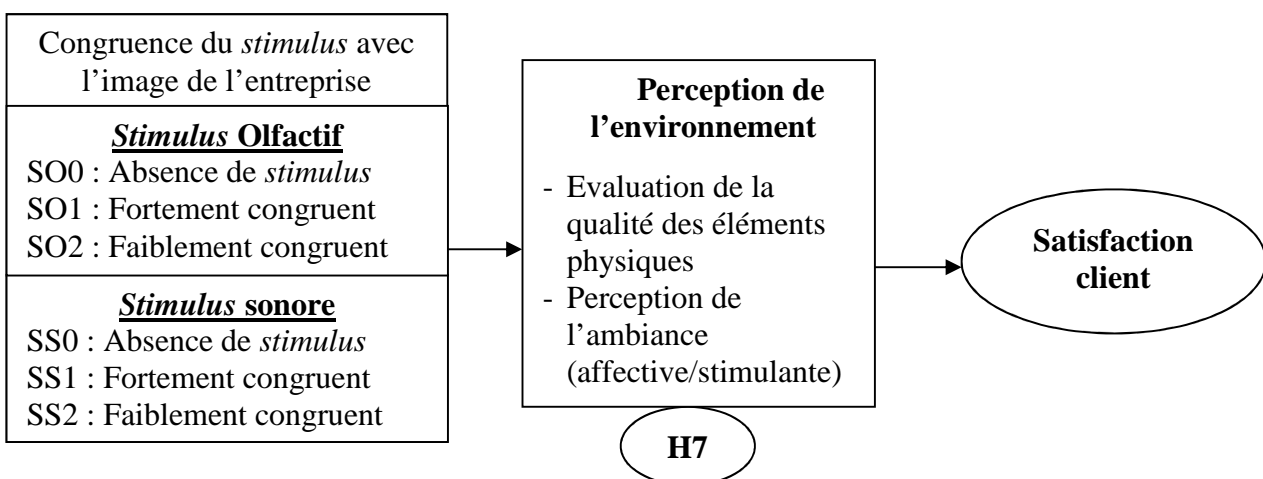 Congruence du stimulus avec
l’image de l’entreprise
Stimulus Olfactif
SO0 : Absence de stimulus
SO1 : Fortement congruent
SO2 : Faiblement congruent
Stimulus sonore
SS0 : Absence de stimulus
SS1 : Fortement congruent
SS2 : Faiblement congruent
Perception de
l’environnement
- Evaluation de la
qualité des éléments
physiques
- Perception de
l’ambiance
(affective/stimulante)
H7
Satisfaction
client